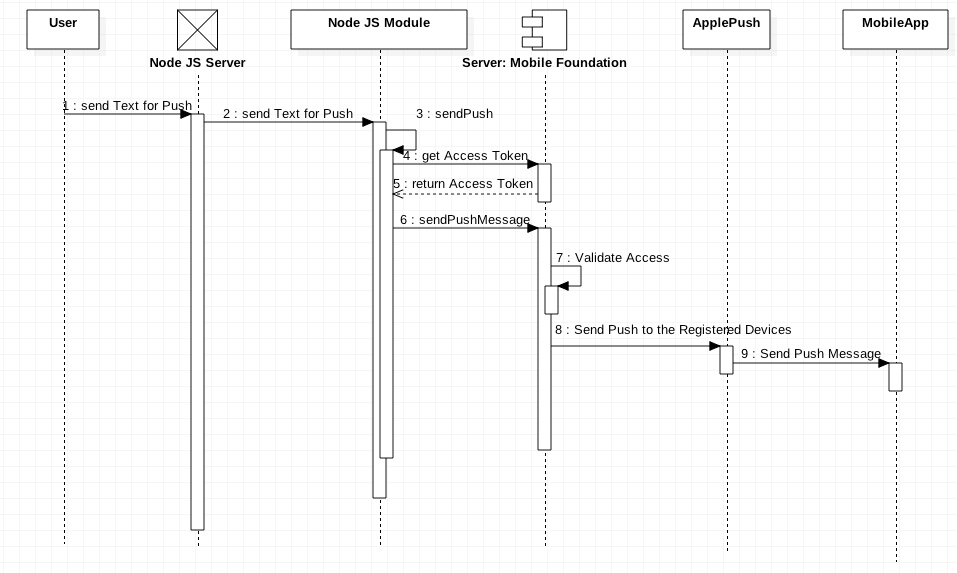 User
Node JS Server
Node JS Module
Server: Mobile Foundation
ApplePush
MobileApp
1 : send Text for Push
2 : send Text for Push
3 : sendPush
4 : get Access Token
5 : return Access Token
6 : sendPushMessage
7 : Validate Access
8 : Send Push to the Registered Devices
9 : Send Push Message